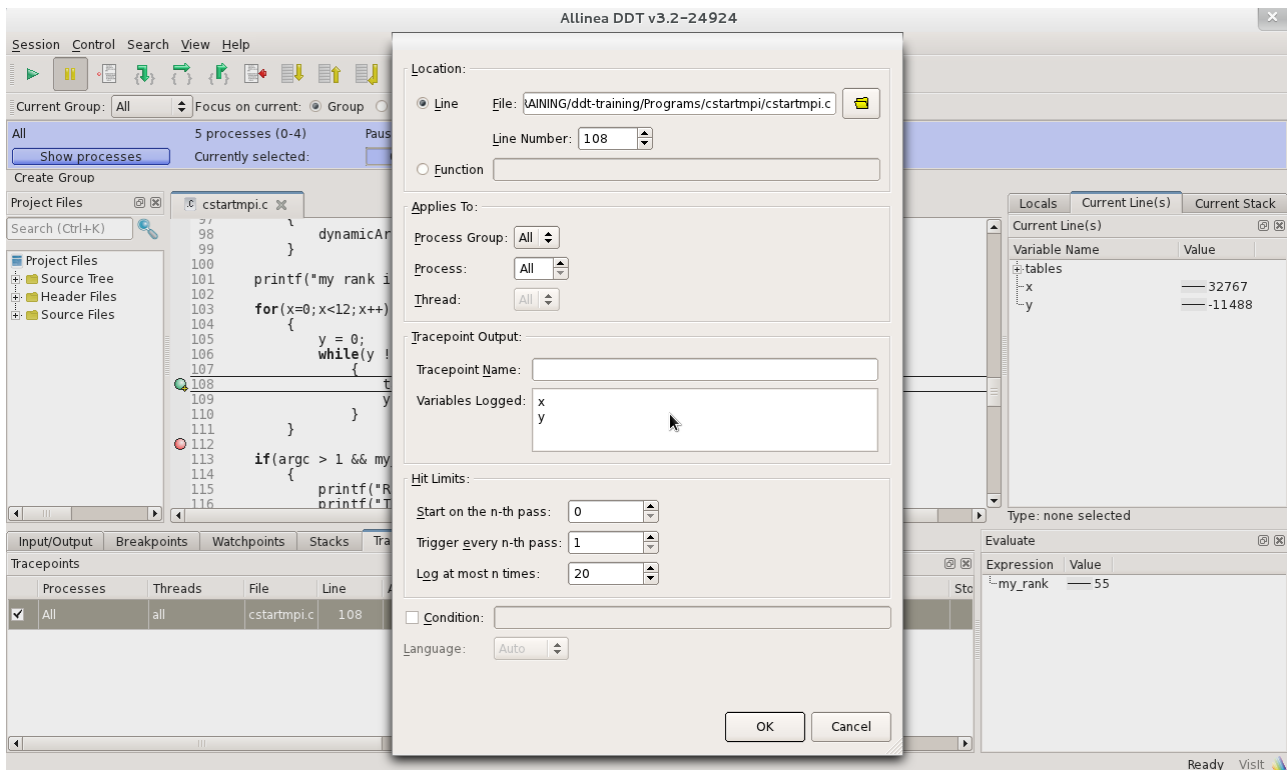 Allinea DDT v3.2-24924
Session Control Search View Help
Current Group: All Focus on current: Group
All 5 processes (0-4) Paus
Show processes Currently selected:
Create Group
Project Files
Search (Ctrl+K)
Project Files
Source Tree
Header Files
Source Files
cstartmpi.c
97 {
98 dynamicAr
99 }
100
101 printf("my rank i
102
103 for(x=0;x<12;x++)
104 {
105 y = 0;
106 while(y !
107 {
108 t
109 y
110 }
111 }
112
113 if(argc > 1 && my
114 {
115 printf("R
116 printf("T
Location:
Line File: RAINING/ddt-training/Programs/cstartmpi/cstartmpi.c
Line Number: 108
Function
Applies To:
Process Group: All
Process: All
Thread: All
Tracepoint Output:
Tracepoint Name:
Variables Logged: x
y
Hit Limits:
Start on the n-th pass: 0
Trigger every n-th pass: 1
Log at most n times: 20
Condition:
Language: Auto
OK Cancel
Locals Current Line(s) Current Stack
Current Line(s)
Variable Name Value
tables
x 32767
y -11488
Type: none selected
Input/Output Breakpoints Watchpoints Stacks Tra
Tracepoints
Processes Threads File Line A Sto
All all cstartmpi.c 108
Evaluate
Expression Value
my_rank 55
Ready VisIt